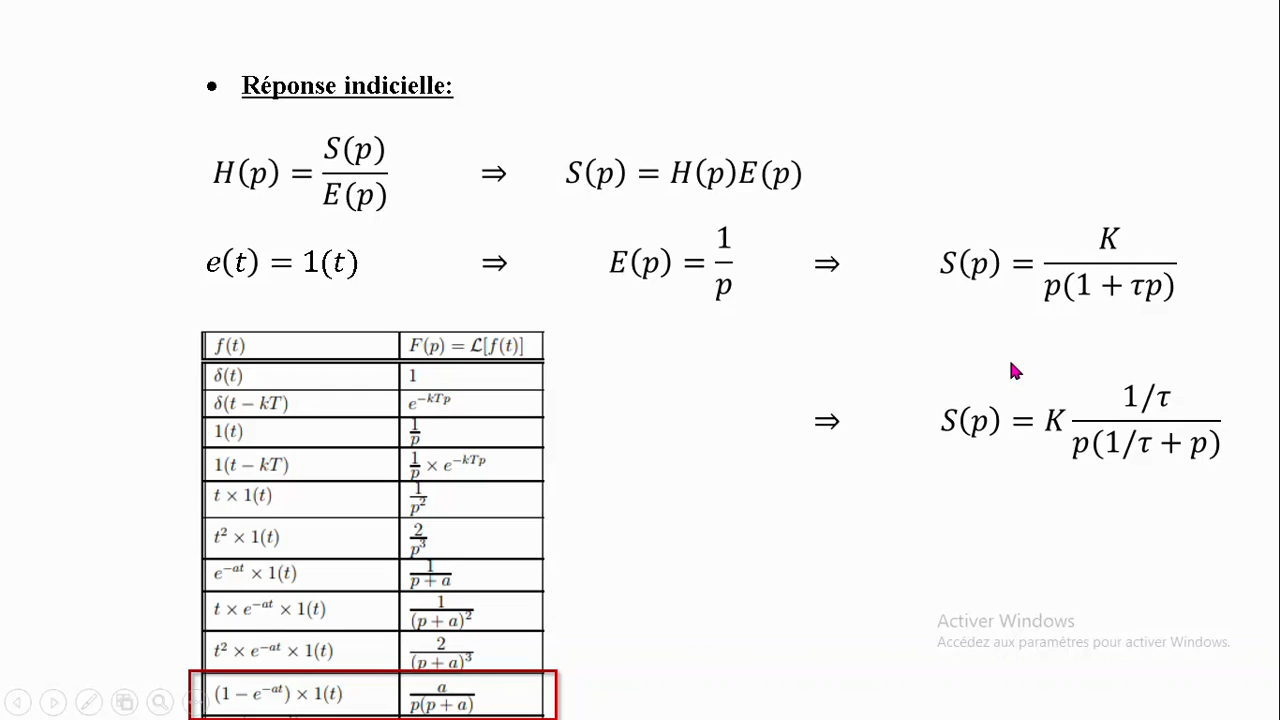 • Réponse indicielle:
H(p) = S(p)/E(p) ⇒ S(p) = H(p)E(p)
e(t) = 1(t) ⇒ E(p) = 1/p ⇒ S(p) = K/(p(1 + τp))
⇒ S(p) = K (1/τ)/(p(1/τ + p))
f(t) F(p) = ℒ[f(t)]
δ(t) 1
δ(t − kT) e^{−kTp}
1(t) 1/p
1(t − kT) 1/p × e^{−kTp}
t × 1(t) 1/p²
t² × 1(t) 2/p³
e^{−at} × 1(t) 1/(p + a)
t × e^{−at} × 1(t) 1/(p + a)²
t² × e^{−at} × 1(t) 2/(p + a)³
(1 − e^{−at}) × 1(t) a/(p(p + a))
Activer Windows
Accédez aux paramètres pour activer Windows.